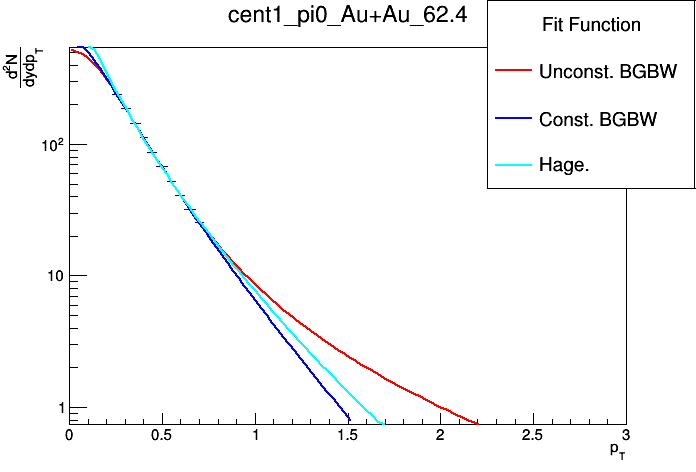 cent1_pi0_Au+Au_62.4
Fit Function
Unconst. BGBW
Const. BGBW
Hage.
d²N
dydp_T
10²
10
1
0 0.5 1 1.5 2 2.5 3
p_T